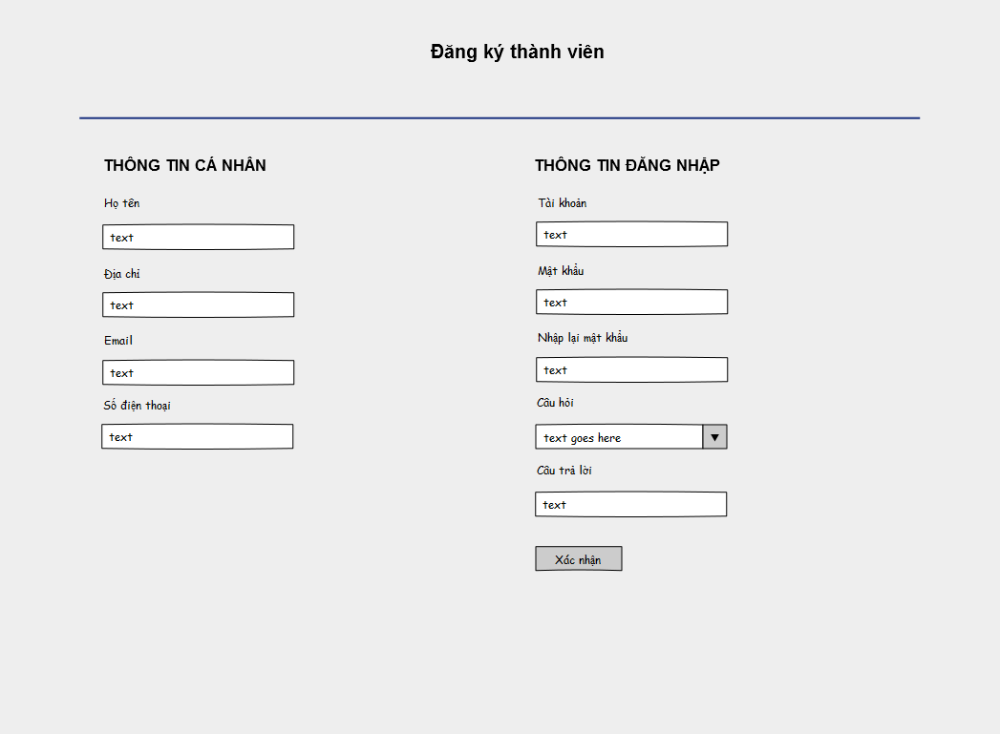 Đăng ký thành viên
THÔNG TIN CÁ NHÂN
Họ tên
text
Địa chỉ
text
Email
text
Số điện thoại
text
THÔNG TIN ĐĂNG NHẬP
Tài khoản
text
Mật khẩu
text
Nhập lại mật khẩu
text
Câu hỏi
text goes here
Câu trả lời
text
Xác nhận